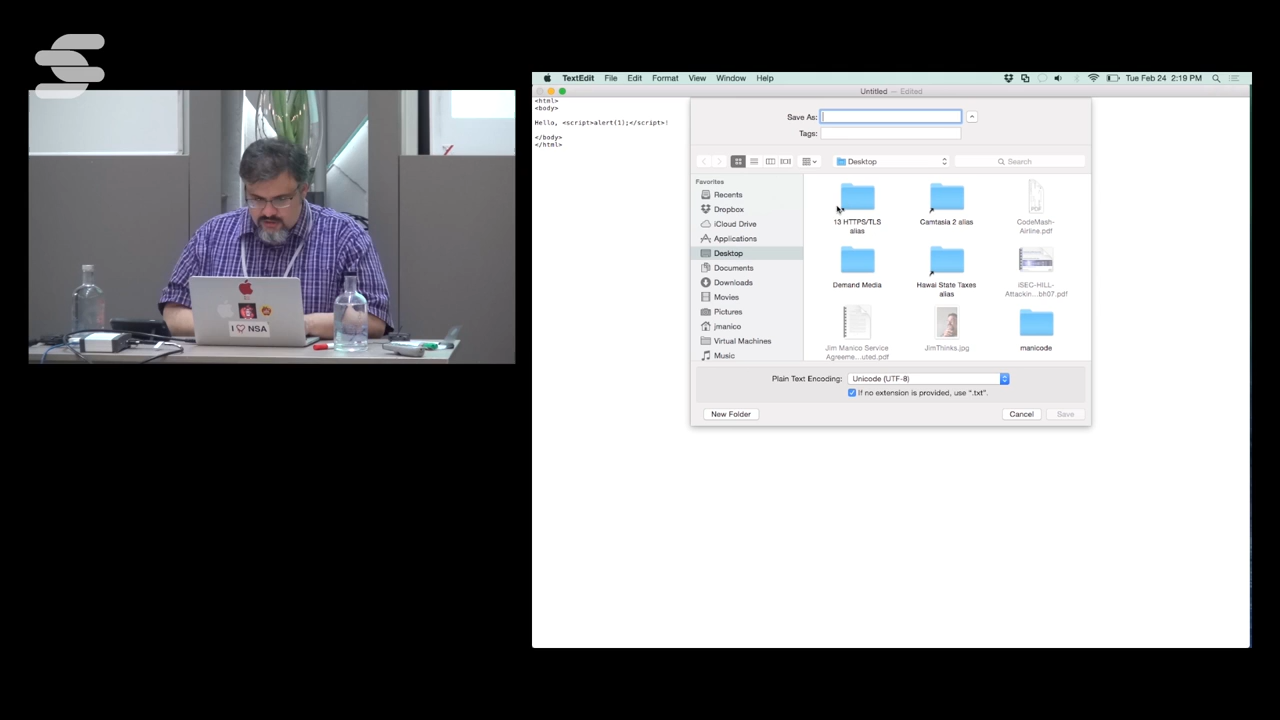 I ♡ NSA
TextEdit File Edit Format View Window Help Tue Feb 24 2:19 PM
Untitled — Edited
<html>
<body>
Hello, <script>alert(1);</script>!
</body>
</html>
Save As:
Tags:
Desktop
Search
Favorites
Recents
Dropbox
iCloud Drive
Applications
Desktop
Documents
Downloads
Movies
Pictures
jmanico
Virtual Machines
Music
13 HTTPS/TLS
alias
Camtasia 2 alias
PDF
CodeMash-
Airline.pdf
Demand Media
Hawai State Taxes
alias
iSEC-HILL-
Attackin...bh07.pdf
Jim Manico Service
Agreeme...uted.pdf
JimThinks.jpg
manicode
Plain Text Encoding: Unicode (UTF-8)
If no extension is provided, use ".txt".
New Folder
Cancel
Save